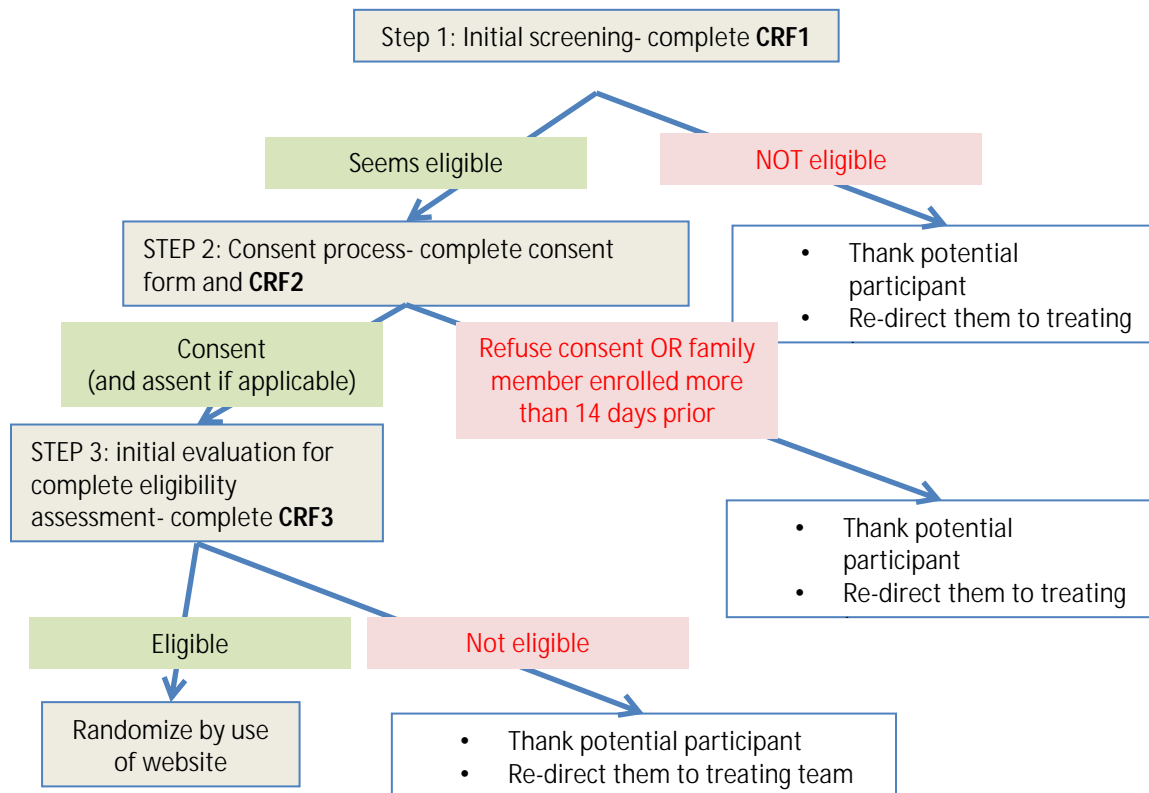 Step 1: Initial screening- complete CRF1
Seems eligible
NOT eligible
STEP 2: Consent process- complete consent
form and CRF2
• Thank potential
participant
• Re-direct them to treating
Consent
(and assent if applicable)
Refuse consent OR family
member enrolled more
than 14 days prior
STEP 3: initial evaluation for
complete eligibility
assessment- complete CRF3
• Thank potential
participant
• Re-direct them to treating
Eligible
Not eligible
Randomize by use
of website
• Thank potential participant
• Re-direct them to treating team